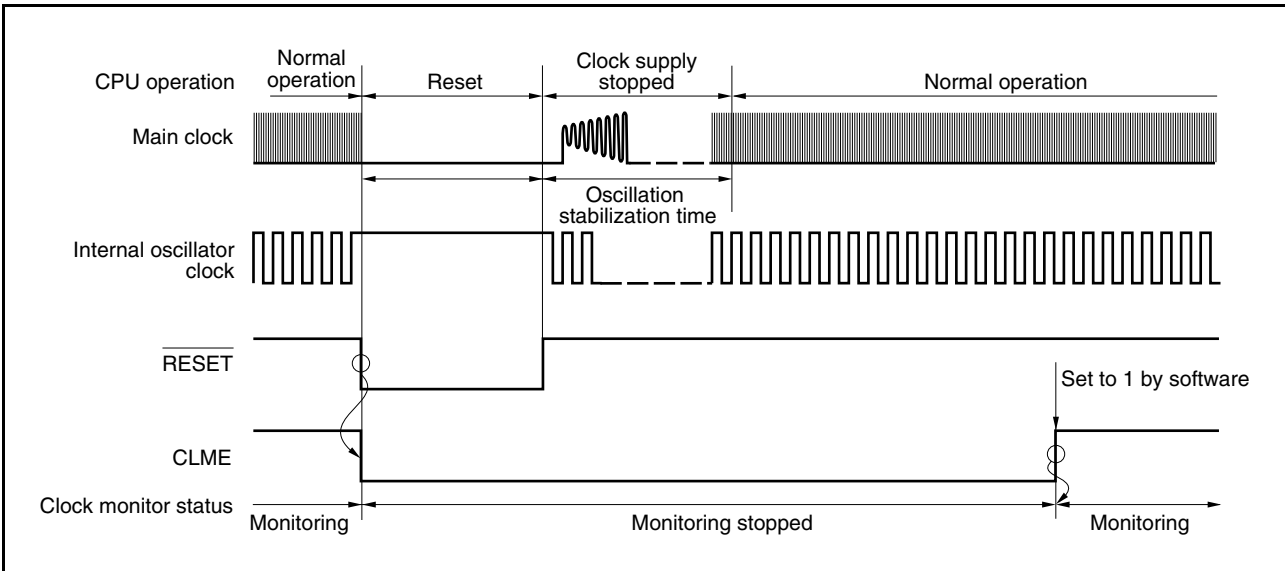 CPU operation
Normal
operation
Reset
Clock supply
stopped
Normal operation
Main clock
Oscillation
stabilization time
Internal oscillator
clock
RESET
Set to 1 by software
CLME
Clock monitor status
Monitoring
Monitoring stopped
Monitoring